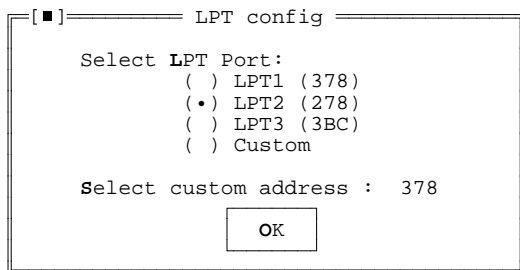 [■] LPT config
Select LPT Port:
( ) LPT1 (378)
(•) LPT2 (278)
( ) LPT3 (3BC)
( ) Custom
Select custom address : 378
OK